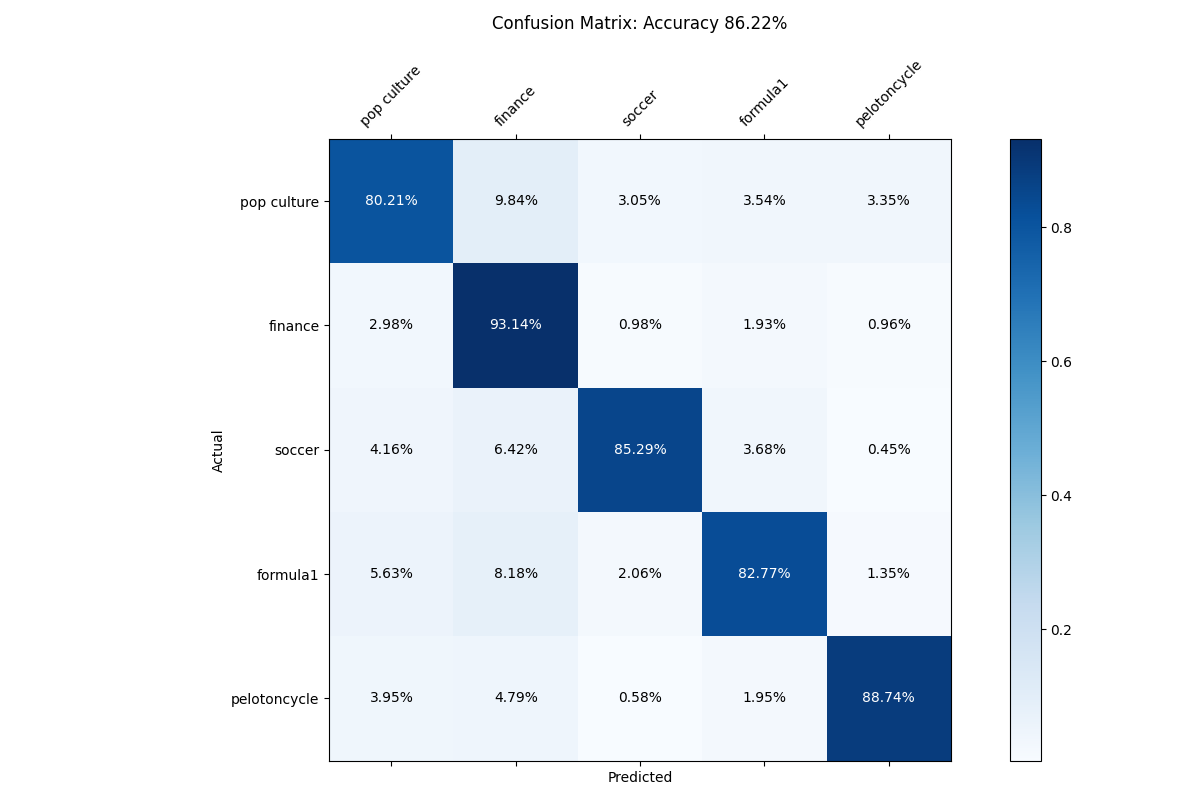 Confusion Matrix: Accuracy 86.22%
pop culture finance soccer formula1 pelotoncycle
pop culture 80.21% 9.84% 3.05% 3.54% 3.35%
0.8
finance 2.98% 93.14% 0.98% 1.93% 0.96%
0.6
Actual
soccer 4.16% 6.42% 85.29% 3.68% 0.45%
0.4
formula1 5.63% 8.18% 2.06% 82.77% 1.35%
0.2
pelotoncycle 3.95% 4.79% 0.58% 1.95% 88.74%
Predicted